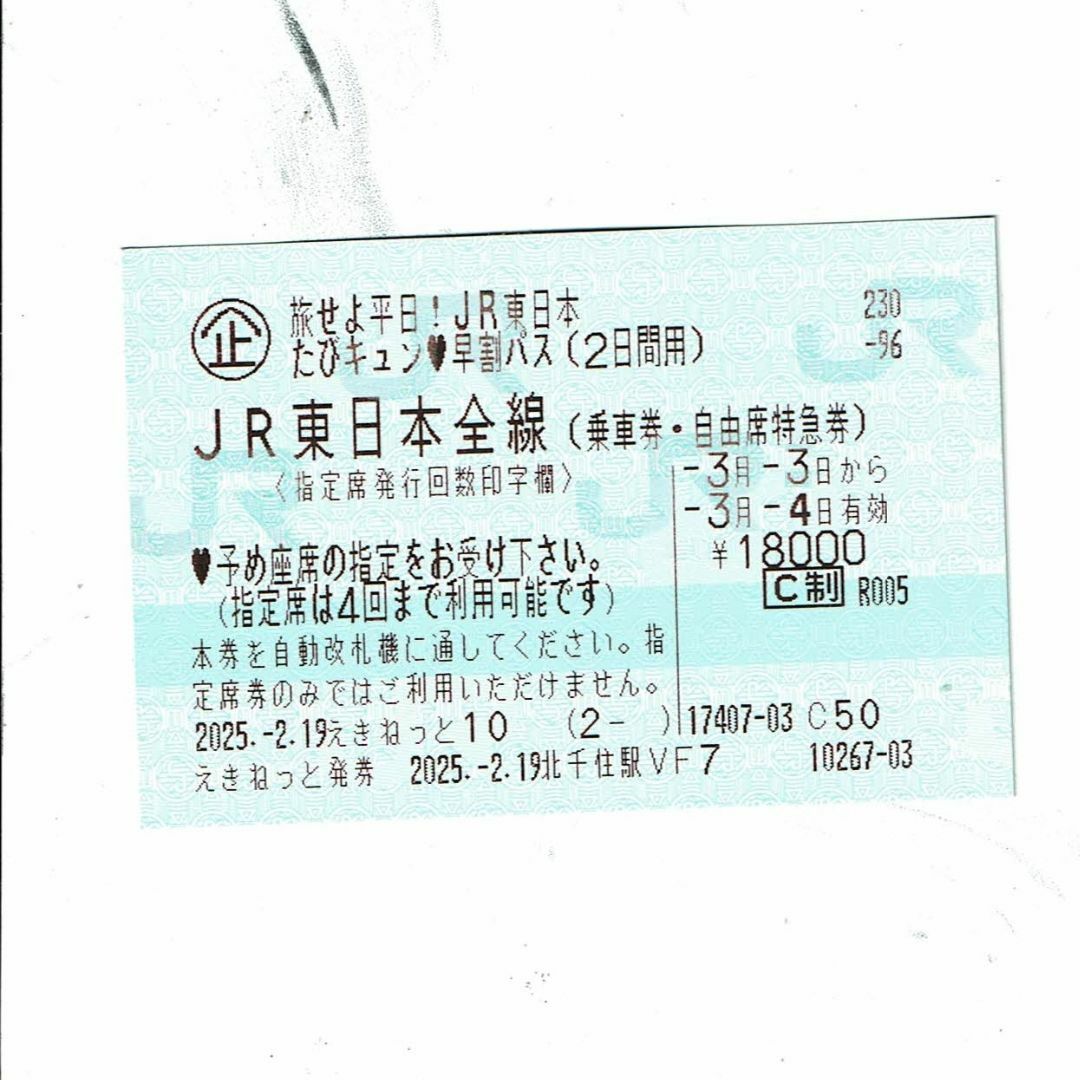 企 旅せよ平日！JR東日本 230
たびキュン♥早割パス（2日間用） -96
JR東日本全線（乗車券・自由席特急券）
〈指定席発行回数印字欄〉 -3月-3日から
-3月-4日有効
♥予め座席の指定をお受け下さい。 ¥18000
（指定席は4回まで利用可能です） C制 R005
本券を自動改札機に通してください。指
定席券のみではご利用いただけません。
2025.-2.19えきねっと10 （2- ） 17407-03 C50
えきねっと発券 2025.-2.19北千住駅VF7 10267-03